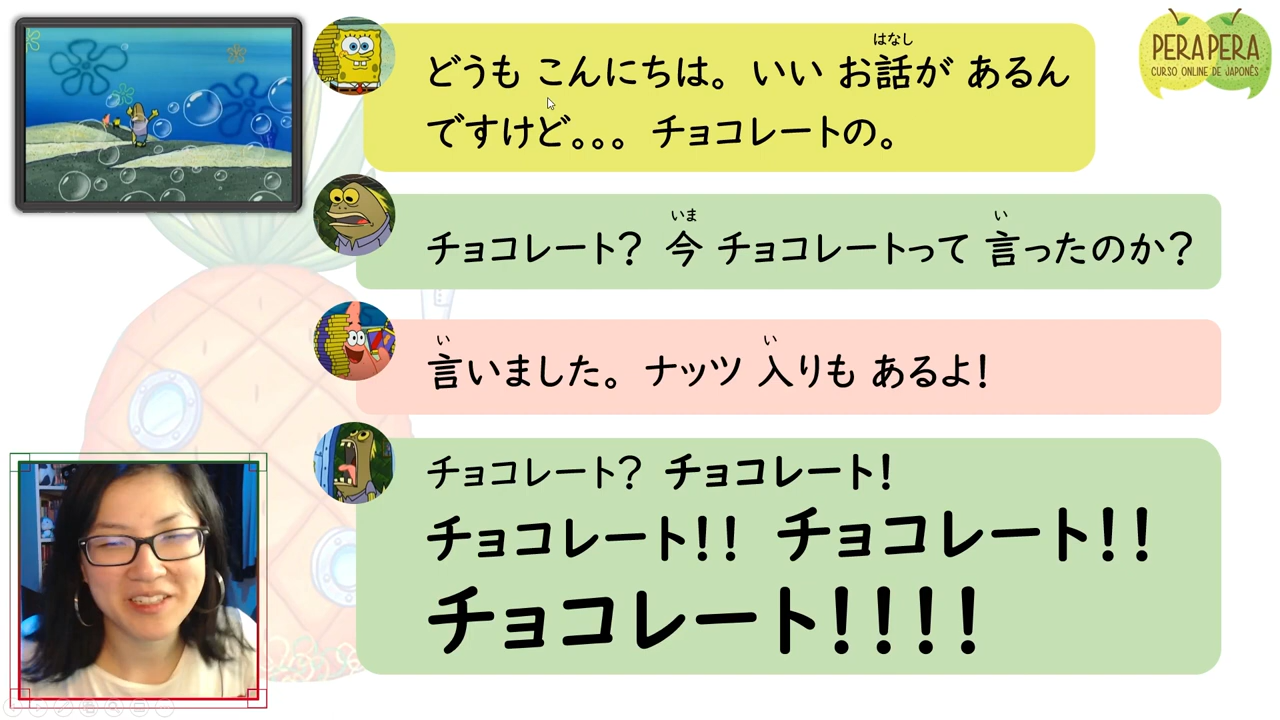 PERA PERA
CURSO ONLINE DE JAPONÊS
はなし
どうも こんにちは。 いい お話が あるん
ですけど。。。 チョコレートの。
いま い
チョコレート? 今 チョコレートって 言ったのか?
い い
言いました。 ナッツ 入りも あるよ!
チョコレート? チョコレート!
チョコレート!! チョコレート!!
チョコレート!!!!